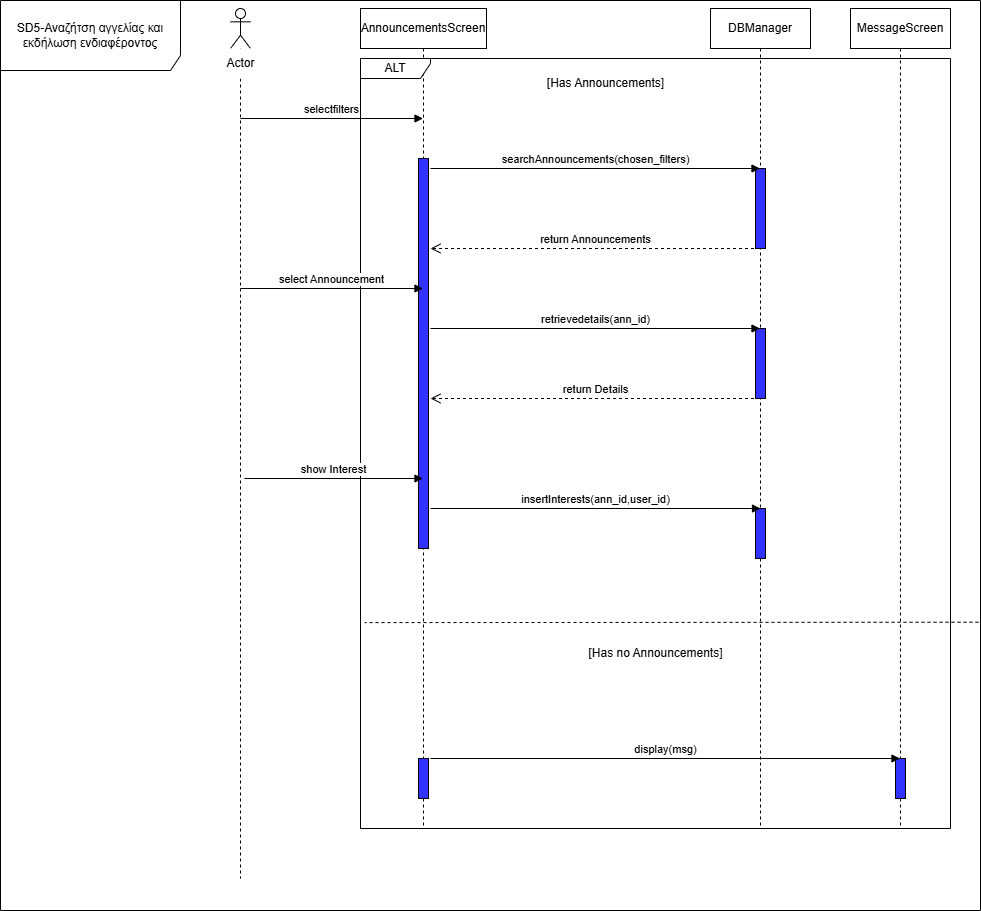 SD5-Αναζήτση αγγελίας και
εκδήλωση ενδιαφέροντος
Actor
AnnouncementsScreen
DBManager
MessageScreen
ALT
[Has Announcements]
selectfilters
searchAnnouncements(chosen_filters)
return Announcements
select Announcement
retrievedetails(ann_id)
return Details
show Interest
insertInterests(ann_id,user_id)
[Has no Announcements]
display(msg)